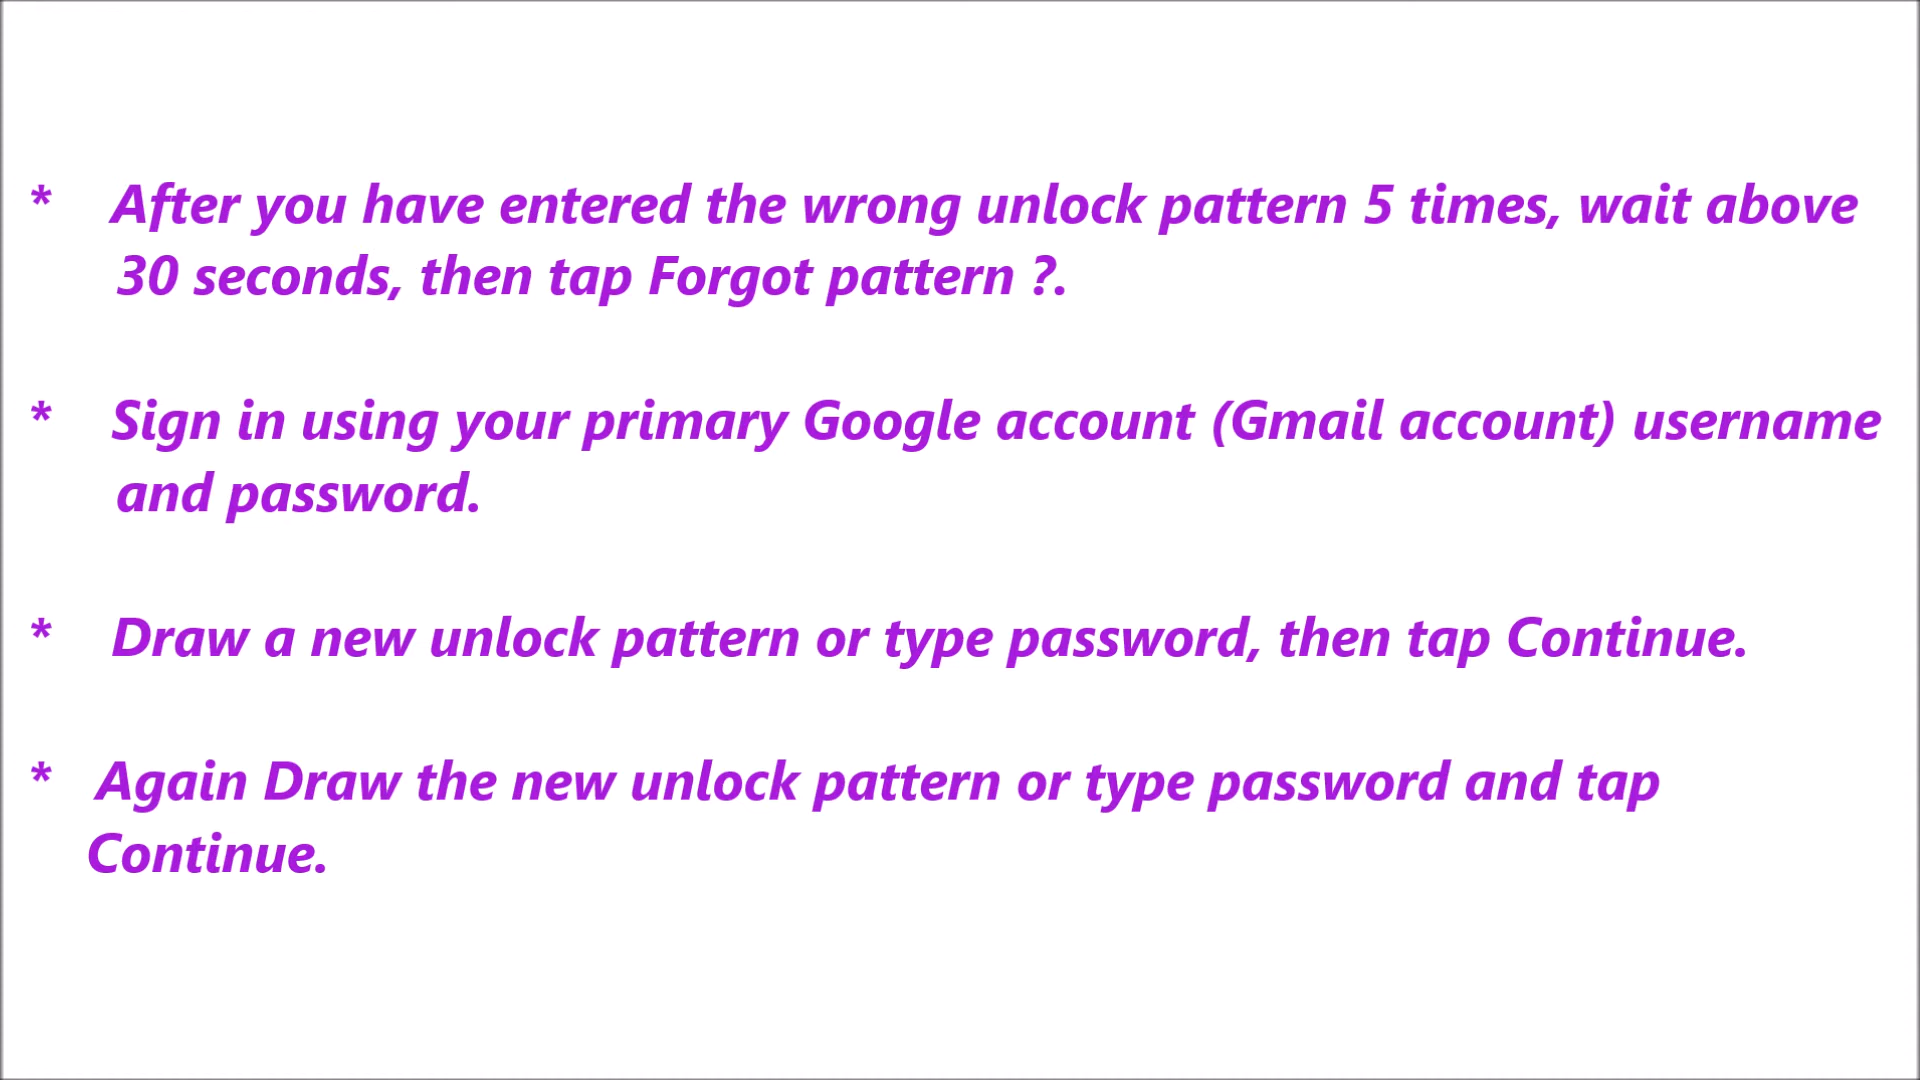 * After you have entered the wrong unlock pattern 5 times, wait above
30 seconds, then tap Forgot pattern ?.
* Sign in using your primary Google account (Gmail account) username
and password.
* Draw a new unlock pattern or type password, then tap Continue.
* Again Draw the new unlock pattern or type password and tap
Continue.